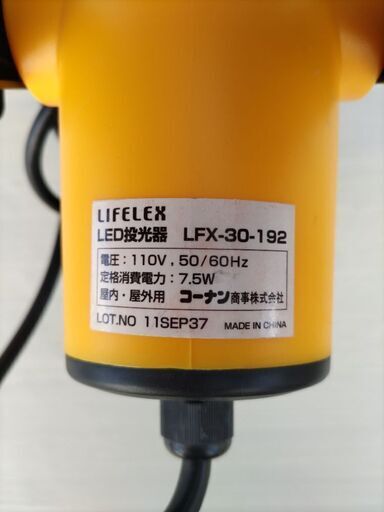 LIFELEX
LED投光器 LFX-30-192
電圧:110V, 50/60Hz
定格消費電力:7.5W
屋内・屋外用 コーナン商事株式会社
LOT.NO 11SEP37 MADE IN CHINA